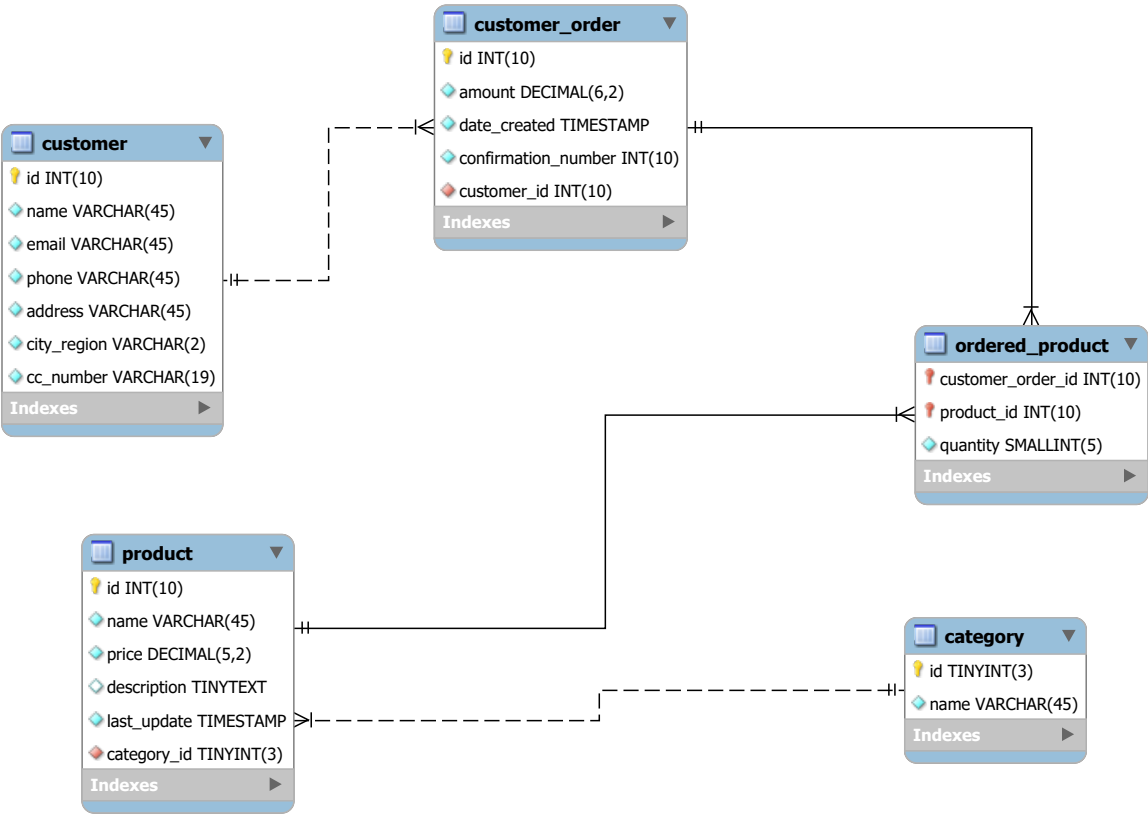 customer_order
id INT(10)
amount DECIMAL(6,2)
date_created TIMESTAMP
confirmation_number INT(10)
customer_id INT(10)
Indexes
customer
id INT(10)
name VARCHAR(45)
email VARCHAR(45)
phone VARCHAR(45)
address VARCHAR(45)
city_region VARCHAR(2)
cc_number VARCHAR(19)
Indexes
ordered_product
customer_order_id INT(10)
product_id INT(10)
quantity SMALLINT(5)
Indexes
product
id INT(10)
name VARCHAR(45)
price DECIMAL(5,2)
description TINYTEXT
last_update TIMESTAMP
category_id TINYINT(3)
Indexes
category
id TINYINT(3)
name VARCHAR(45)
Indexes